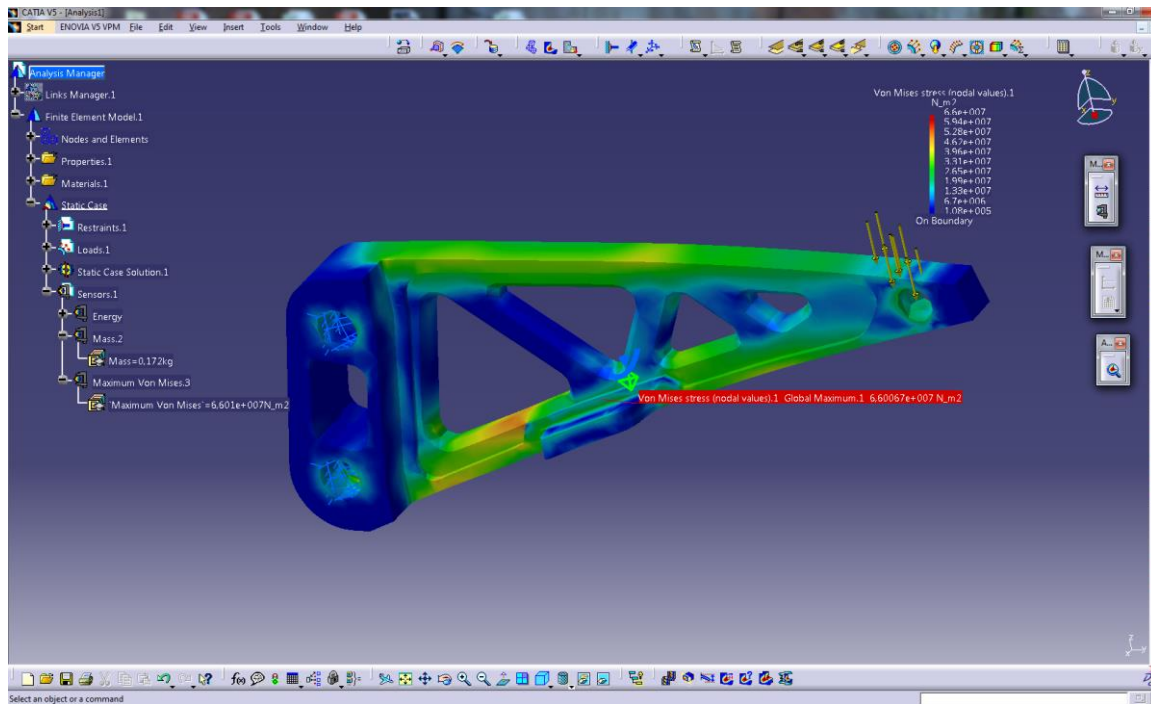 CATIA V5 - [Analysis1]
Start ENOVIA V5 VPM File Edit View Insert Tools Window Help
Analysis Manager
Links Manager.1
Finite Element Model.1
Nodes and Elements
Properties.1
Materials.1
Static Case
Restraints.1
Loads.1
Static Case Solution.1
Sensors.1
Energy
Mass.2
Mass=0,172kg
Maximum Von Mises.3
`Maximum Von Mises`=6,601e+007N_m2
Von Mises stress (nodal values).1
N_m2
6.6e+007
5.94e+007
5.28e+007
4.62e+007
3.96e+007
3.31e+007
2.65e+007
1.99e+007
1.33e+007
6.7e+006
1.08e+005
On Boundary
z
y
x
M...
M...
A...
Von Mises stress (nodal values).1 Global Maximum.1 6,60067e+007 N_m2
z
x
f(x)
Select an object or a command